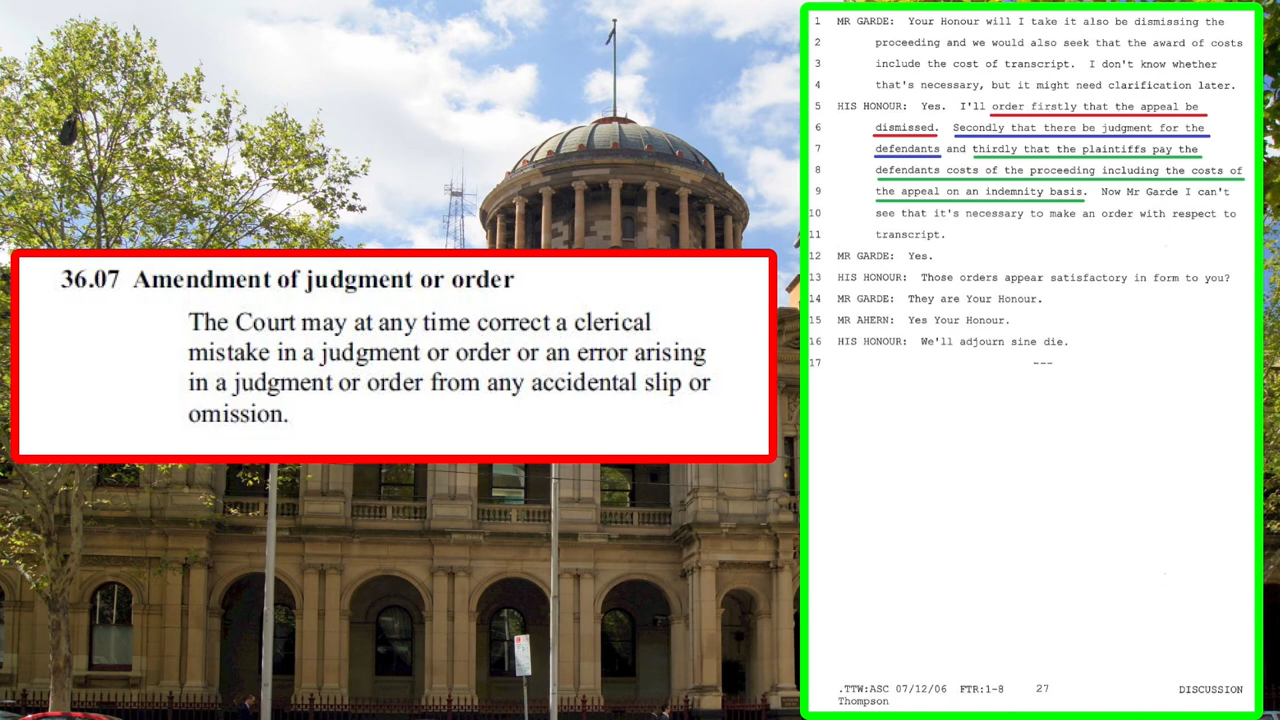 36.07 Amendment of judgment or order
The Court may at any time correct a clerical
mistake in a judgment or order or an error arising
in a judgment or order from any accidental slip or
omission.
1 MR GARDE: Your Honour will I take it also be dismissing the
2 proceeding and we would also seek that the award of costs
3 include the cost of transcript. I don't know whether
4 that's necessary, but it might need clarification later.
5 HIS HONOUR: Yes. I'll order firstly that the appeal be
6 dismissed. Secondly that there be judgment for the
7 defendants and thirdly that the plaintiffs pay the
8 defendants costs of the proceeding including the costs of
9 the appeal on an indemnity basis. Now Mr Garde I can't
10 see that it's necessary to make an order with respect to
11 transcript.
12 MR GARDE: Yes.
13 HIS HONOUR: Those orders appear satisfactory in form to you?
14 MR GARDE: They are Your Honour.
15 MR AHERN: Yes Your Honour.
16 HIS HONOUR: We'll adjourn sine die.
17 ---
.TTW:ASC 07/12/06 FTR:1-8 27 DISCUSSION
Thompson